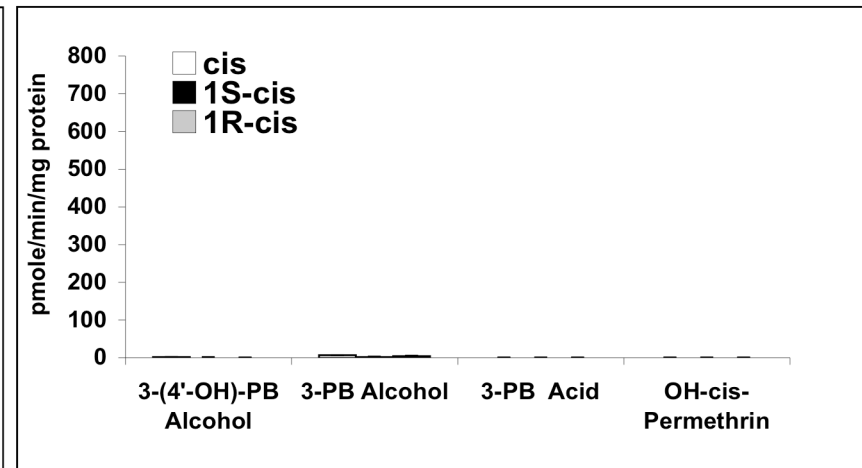 pmole/min/mg protein
800
700
600
500
400
300
200
100
0
cis
1S-cis
1R-cis
3-(4'-OH)-PB Alcohol
3-PB Alcohol
3-PB Acid
OH-cis-
Permethrin